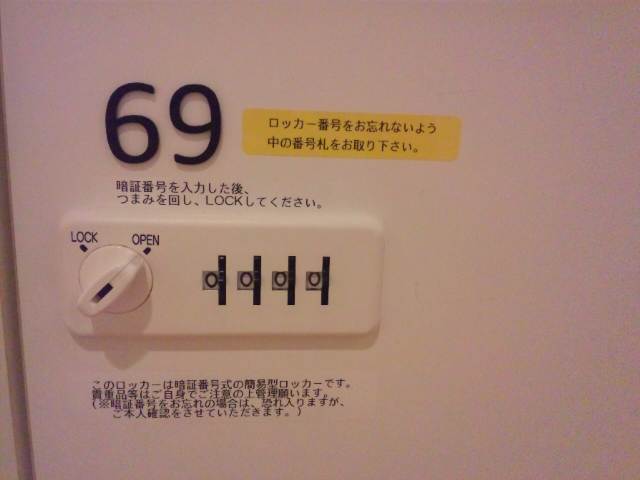 69
ロッカー番号をお忘れないよう
中の番号札をお取り下さい。
暗証番号を入力した後、
つまみを回し、LOCKしてください。
LOCK OPEN
0 0 0 0
このロッカーは暗証番号式の簡易型ロッカーです。
貴重品等はご自身でご注意の上管理願います。
(※暗証番号をお忘れの場合は、恐れ入りますが、
ご本人確認をさせていただきます。)